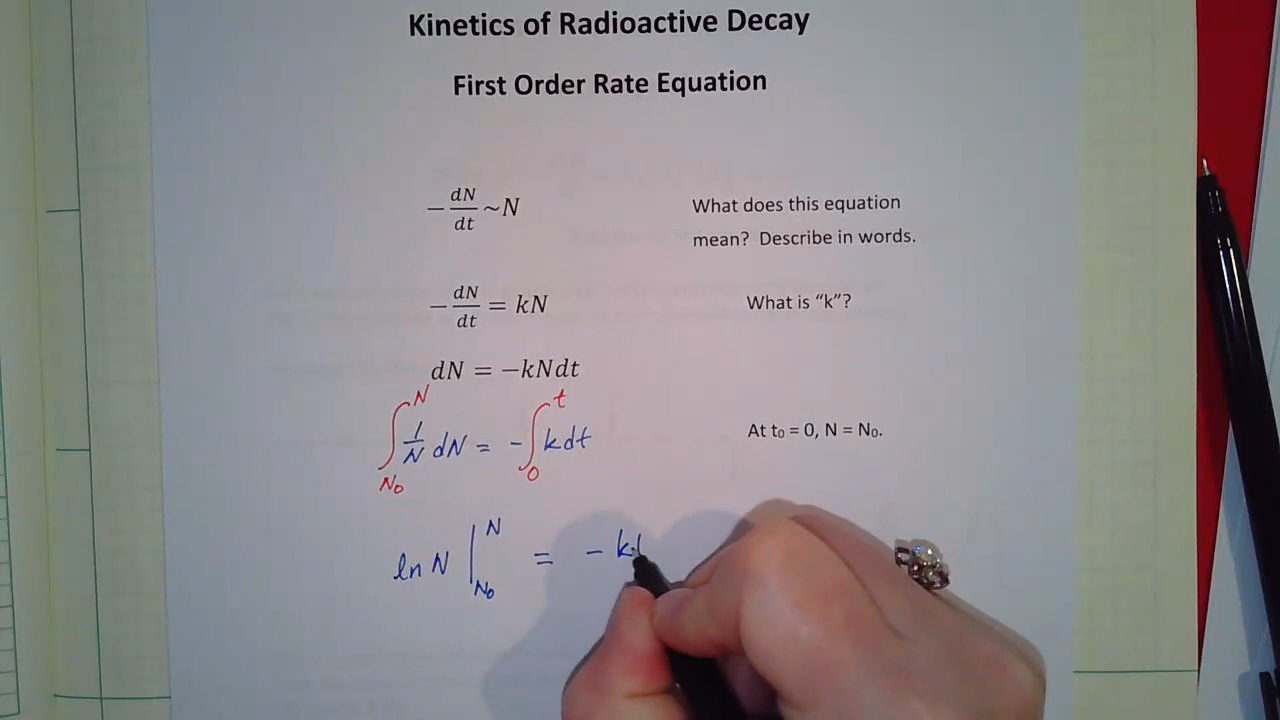 Kinetics of Radioactive Decay
First Order Rate Equation
−dN/dt ~ N
What does this equation
mean? Describe in words.
−dN/dt = kN
What is “k”?
dN = −kNdt
∫_{N₀}^{N} 1/N dN = −∫_{0}^{t} k dt
At t₀ = 0, N = N₀.
ln N |_{N₀}^{N} = − k